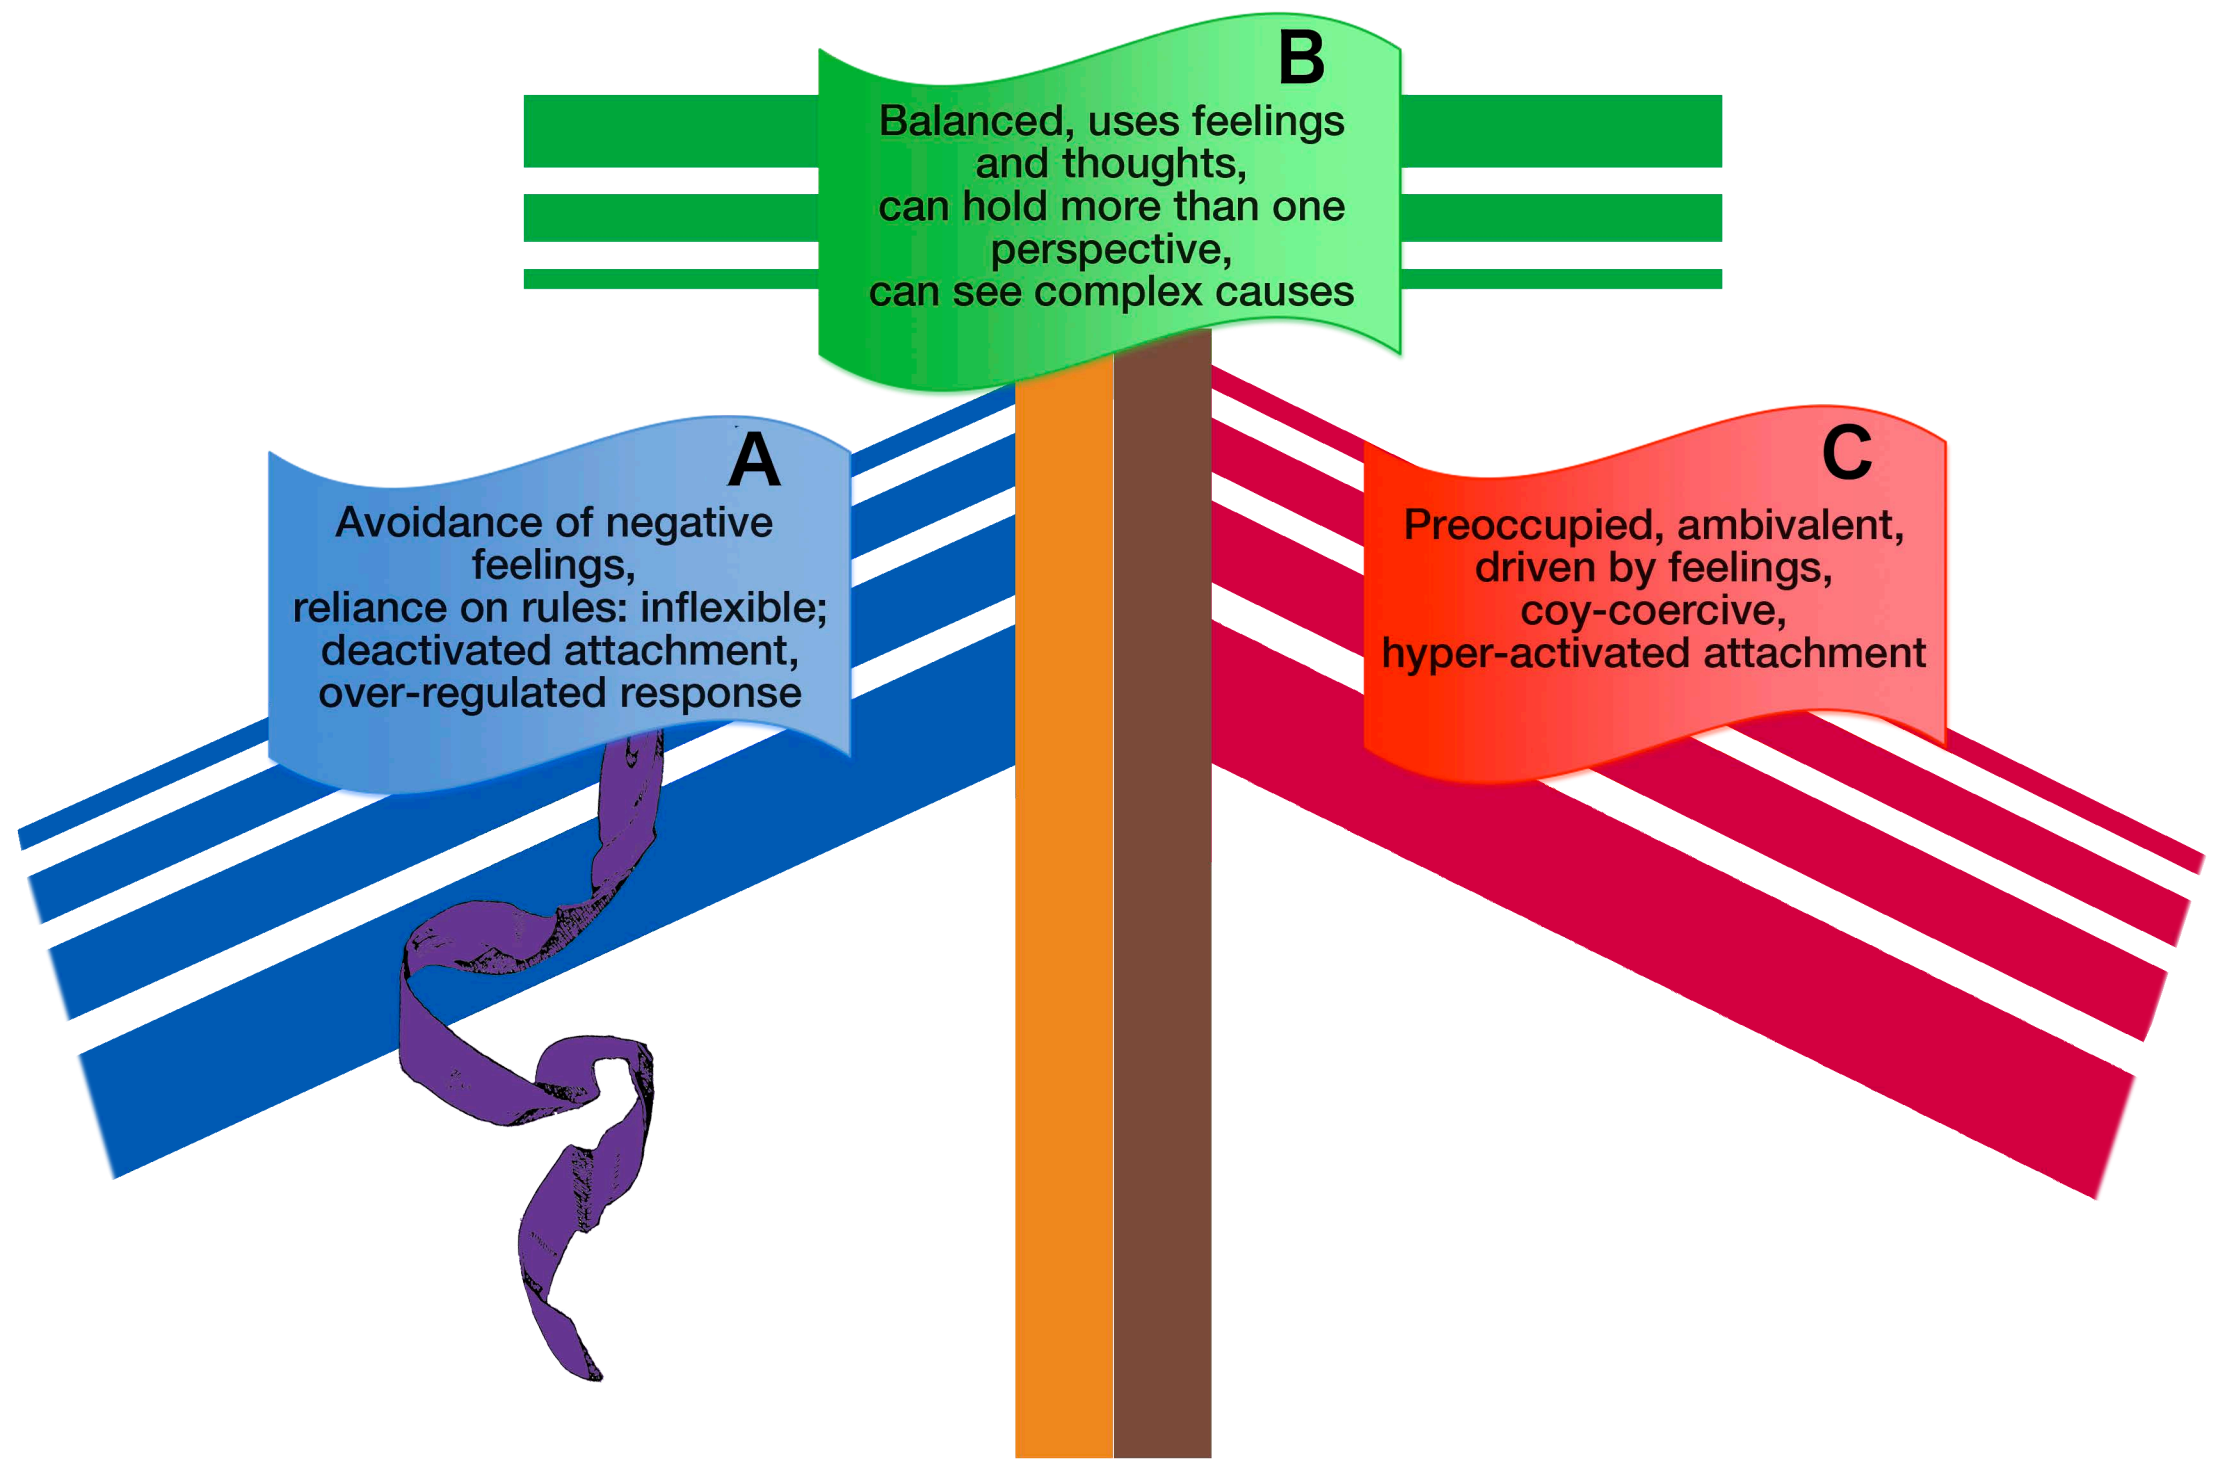 B
Balanced, uses feelings
and thoughts,
can hold more than one
perspective,
can see complex causes
A
Avoidance of negative
feelings,
reliance on rules: inflexible;
deactivated attachment,
over-regulated response
C
Preoccupied, ambivalent,
driven by feelings,
coy-coercive,
hyper-activated attachment